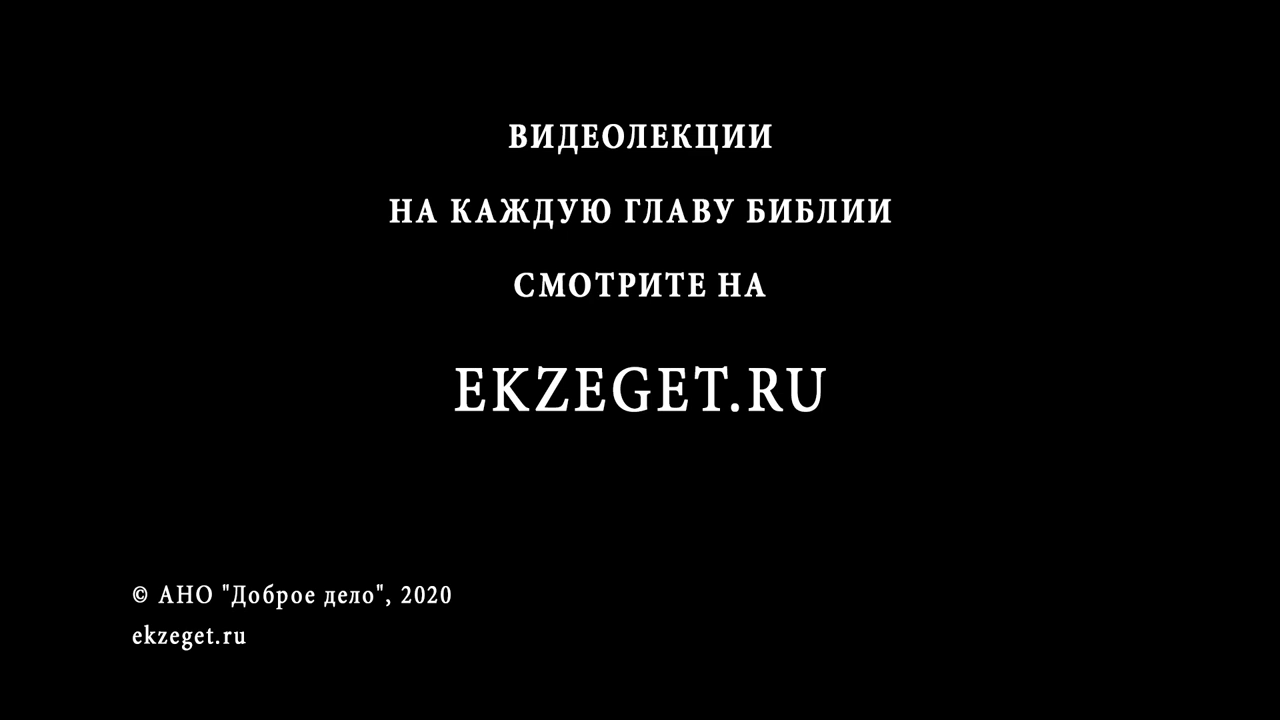 ВИДЕОЛЕКЦИИ
НА КАЖДУЮ ГЛАВУ БИБЛИИ
СМОТРИТЕ НА
EKZEGET.RU
© АНО "Доброе дело", 2020
ekzeget.ru